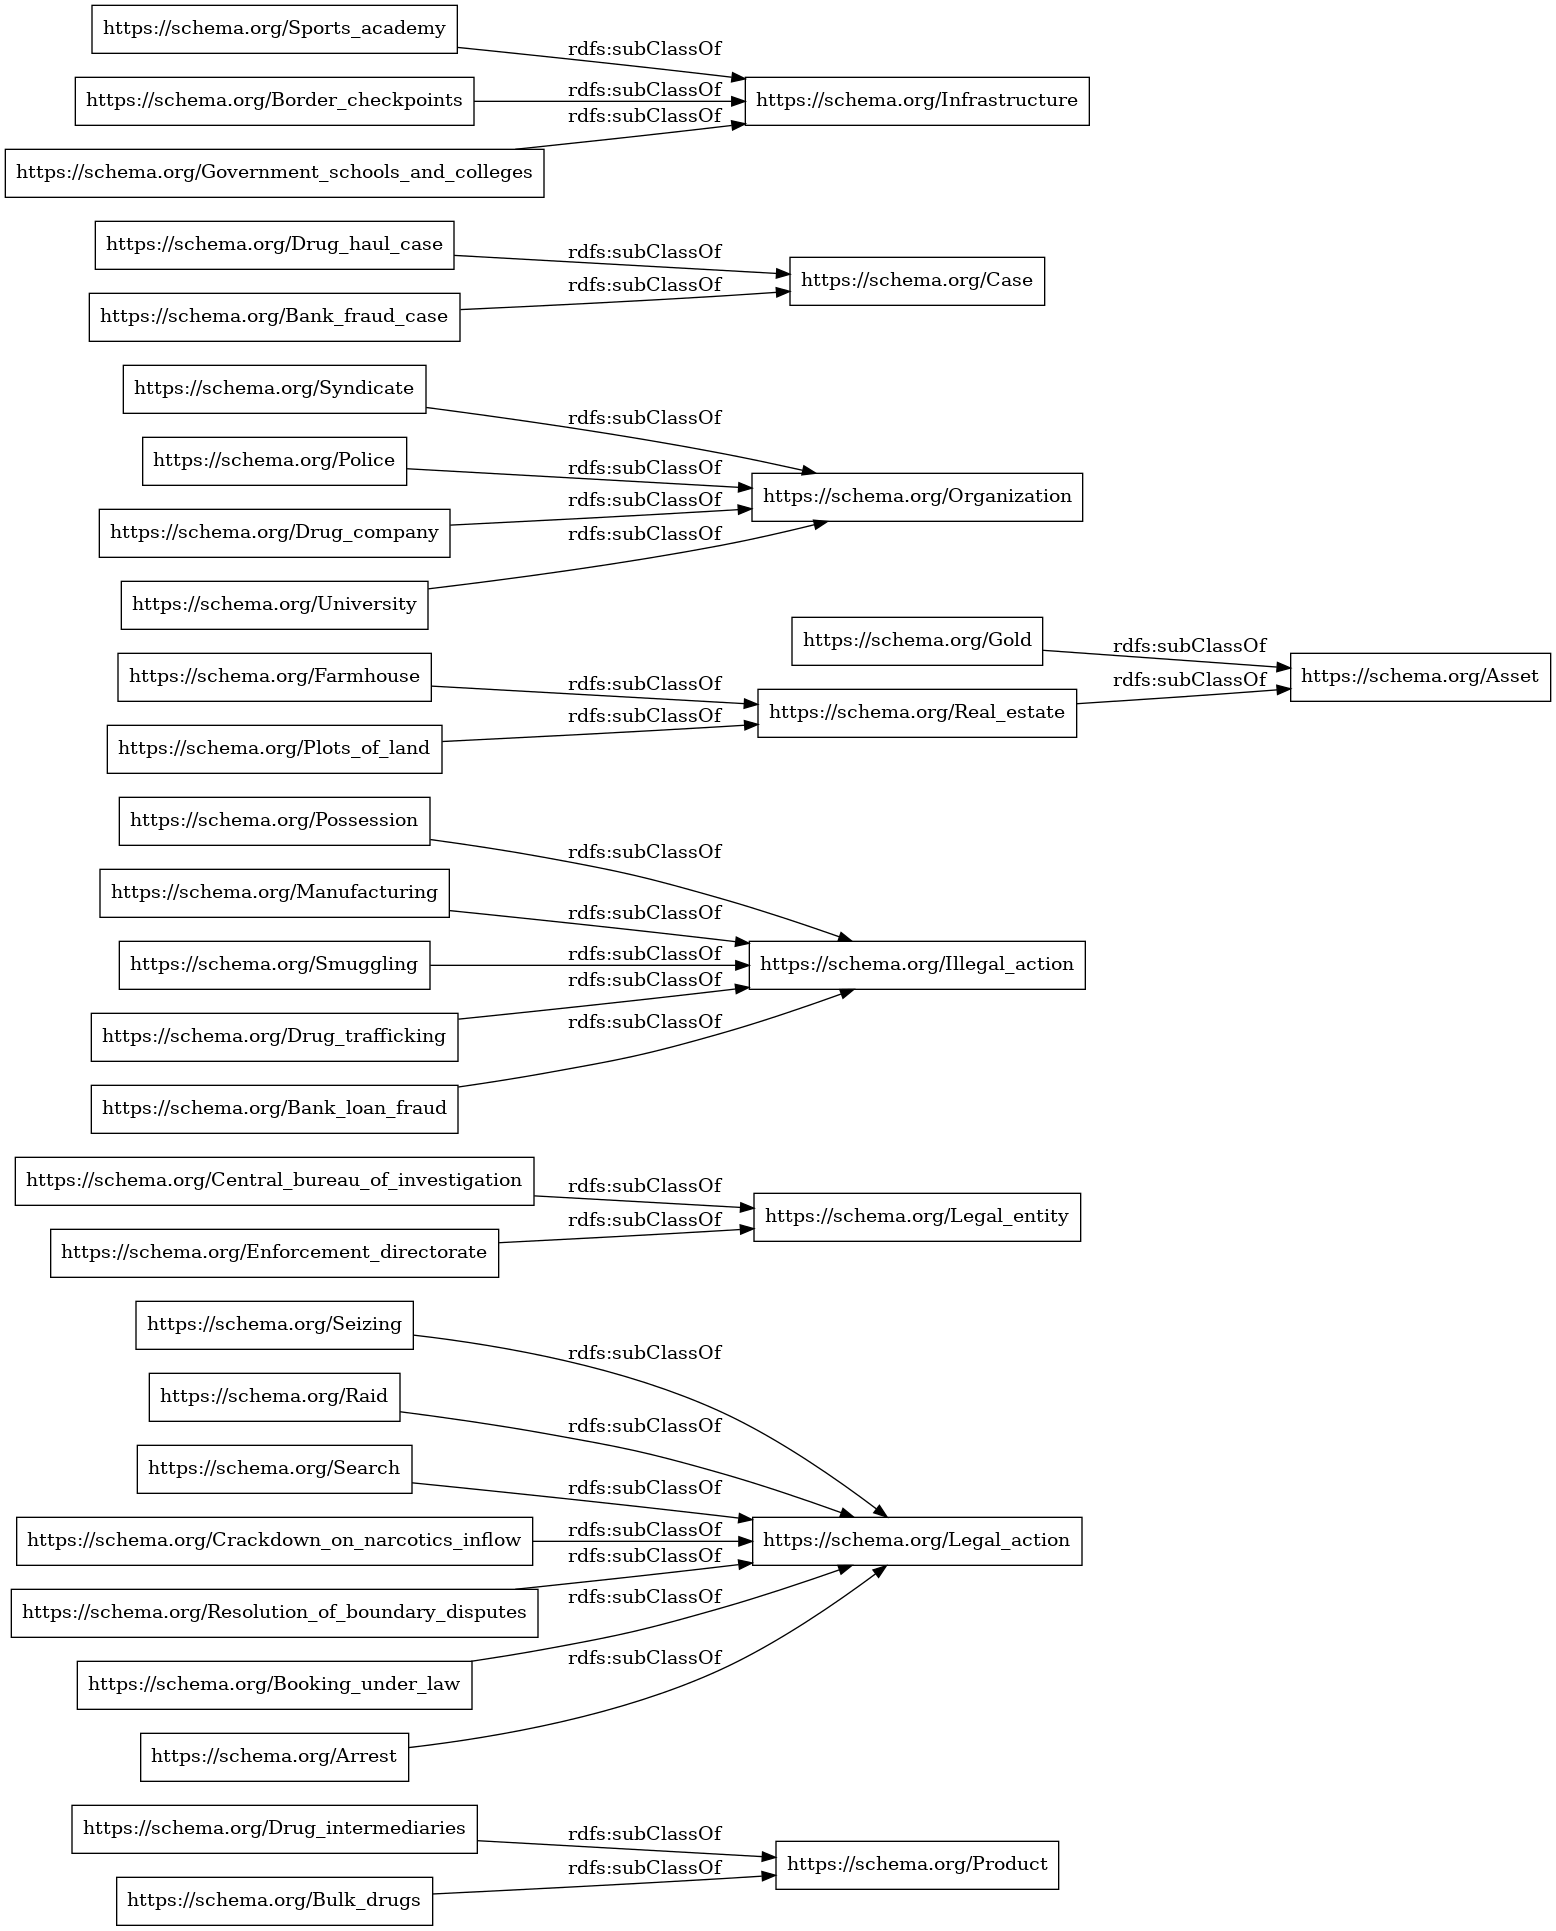 https://schema.org/Sports_academy
rdfs:subClassOf
https://schema.org/Border_checkpoints
rdfs:subClassOf
https://schema.org/Infrastructure
rdfs:subClassOf
https://schema.org/Government_schools_and_colleges
https://schema.org/Drug_haul_case
rdfs:subClassOf
https://schema.org/Case
rdfs:subClassOf
https://schema.org/Bank_fraud_case
https://schema.org/Syndicate
rdfs:subClassOf
https://schema.org/Police
rdfs:subClassOf
https://schema.org/Organization
rdfs:subClassOf
https://schema.org/Drug_company
rdfs:subClassOf
https://schema.org/University
https://schema.org/Gold
rdfs:subClassOf
https://schema.org/Farmhouse
rdfs:subClassOf
https://schema.org/Asset
rdfs:subClassOf
https://schema.org/Real_estate
rdfs:subClassOf
https://schema.org/Plots_of_land
https://schema.org/Possession
rdfs:subClassOf
https://schema.org/Manufacturing
rdfs:subClassOf
https://schema.org/Smuggling
rdfs:subClassOf
https://schema.org/Illegal_action
rdfs:subClassOf
https://schema.org/Drug_trafficking
rdfs:subClassOf
https://schema.org/Bank_loan_fraud
https://schema.org/Central_bureau_of_investigation
rdfs:subClassOf
https://schema.org/Legal_entity
rdfs:subClassOf
https://schema.org/Enforcement_directorate
https://schema.org/Seizing
rdfs:subClassOf
https://schema.org/Raid
rdfs:subClassOf
https://schema.org/Search
rdfs:subClassOf
https://schema.org/Crackdown_on_narcotics_inflow
rdfs:subClassOf
https://schema.org/Legal_action
rdfs:subClassOf
https://schema.org/Resolution_of_boundary_disputes
rdfs:subClassOf
https://schema.org/Booking_under_law
rdfs:subClassOf
https://schema.org/Arrest
https://schema.org/Drug_intermediaries
rdfs:subClassOf
https://schema.org/Product
rdfs:subClassOf
https://schema.org/Bulk_drugs